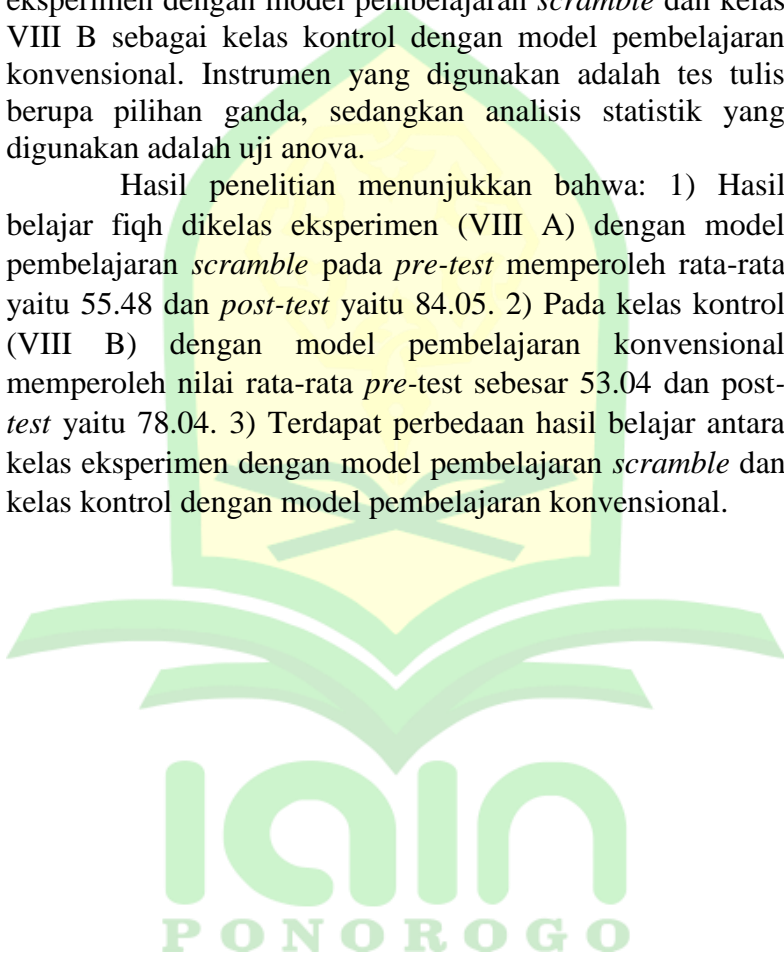 eksperimen dengan model pembelajaran scramble dan kelas
VIII B sebagai kelas kontrol dengan model pembelajaran
konvensional. Instrumen yang digunakan adalah tes tulis
berupa pilihan ganda, sedangkan analisis statistik yang
digunakan adalah uji anova.
Hasil penelitian menunjukkan bahwa: 1) Hasil
belajar fiqh dikelas eksperimen (VIII A) dengan model
pembelajaran scramble pada pre-test memperoleh rata-rata
yaitu 55.48 dan post-test yaitu 84.05. 2) Pada kelas kontrol
(VIII B) dengan model pembelajaran konvensional
memperoleh nilai rata-rata pre-test sebesar 53.04 dan post-
test yaitu 78.04. 3) Terdapat perbedaan hasil belajar antara
kelas eksperimen dengan model pembelajaran scramble dan
kelas kontrol dengan model pembelajaran konvensional.
IAIN
PONOROGO